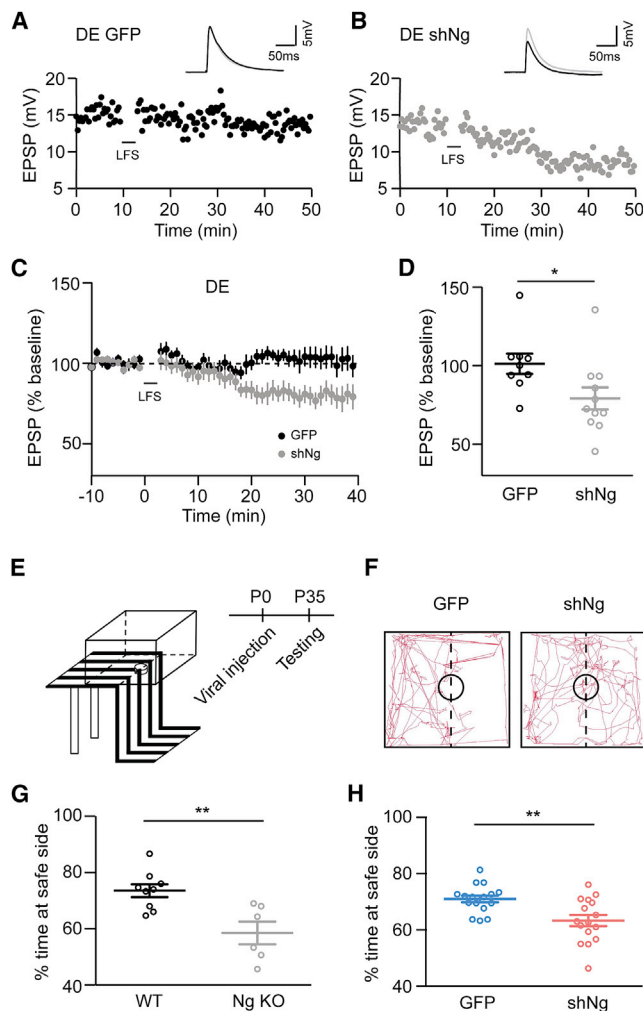 A
DE GFP
5mV
50ms
EPSP (mV)
20
15
10
5
LFS
0 10 20 30 40 50
Time (min)
B
DE shNg
5mV
50ms
EPSP (mV)
20
15
10
5
LFS
0 10 20 30 40 50
Time (min)
C
DE
EPSP (% baseline)
150
100
50
LFS
GFP
shNg
-10 0 10 20 30 40
Time (min)
D
*
EPSP (% baseline)
150
100
50
GFP shNg
E
P0 P35
Viral injection
Testing
F
GFP shNg
G
**
% time at safe side
100
80
60
40
WT Ng KO
H
**
% time at safe side
100
80
60
40
GFP shNg